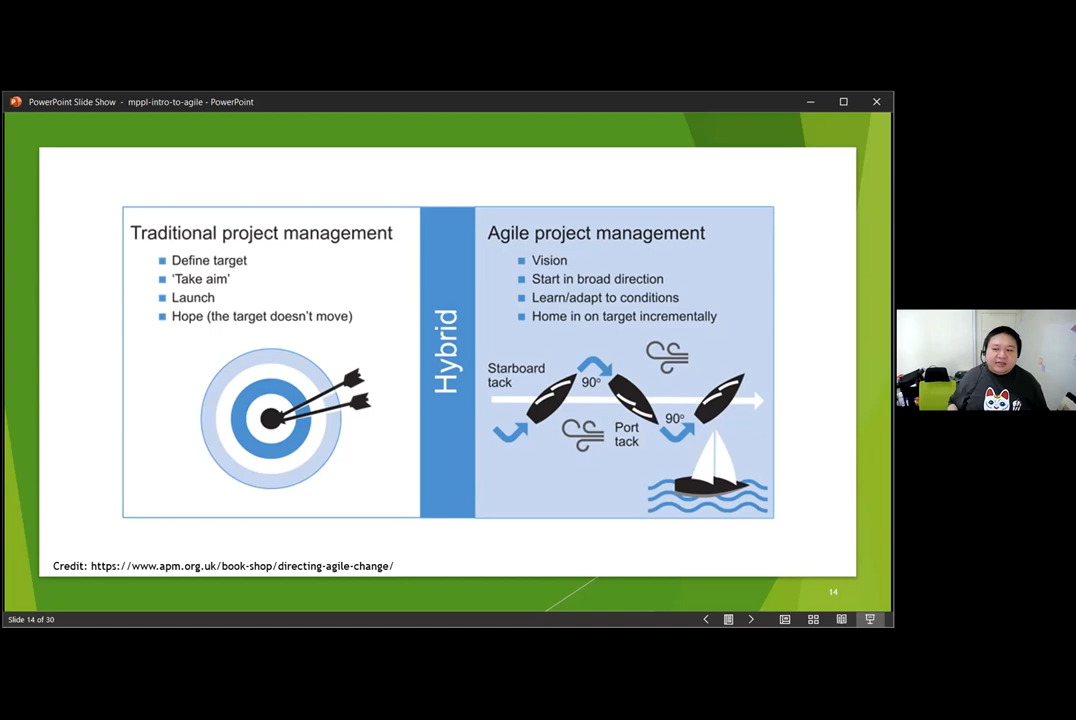 PowerPoint Slide Show - mppl-intro-to-agile - PowerPoint
Traditional project management
Define target
‘Take aim’
Launch
Hope (the target doesn’t move)
Hybrid
Agile project management
Vision
Start in broad direction
Learn/adapt to conditions
Home in on target incrementally
Starboard
tack
90°
Port
tack
90°
Credit: https://www.apm.org.uk/book-shop/directing-agile-change/
14
Slide 14 of 30